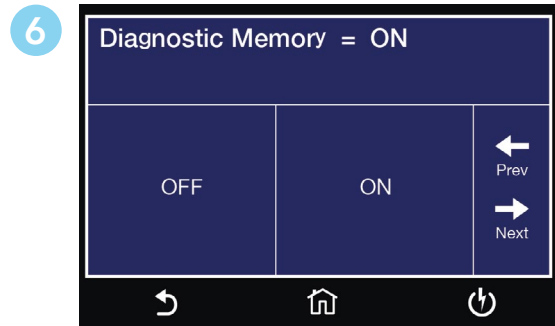 6
Diagnostic Memory = ON
OFF
ON
Prev
Next